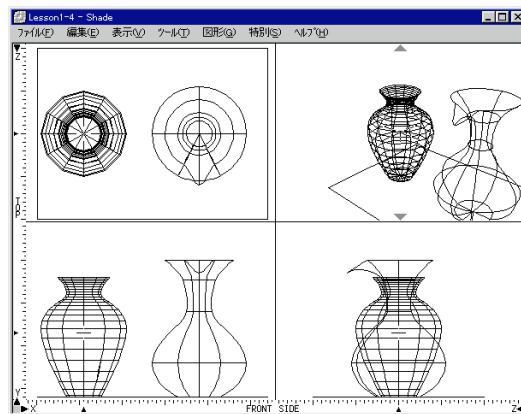 Lesson1-4 - Shade
ファイル(F) 編集(E) 表示(V) ツール(T) 図形(G) 特別(S) ヘルプ(H)
Z
TOP
Y
X FRONT SIDE Z